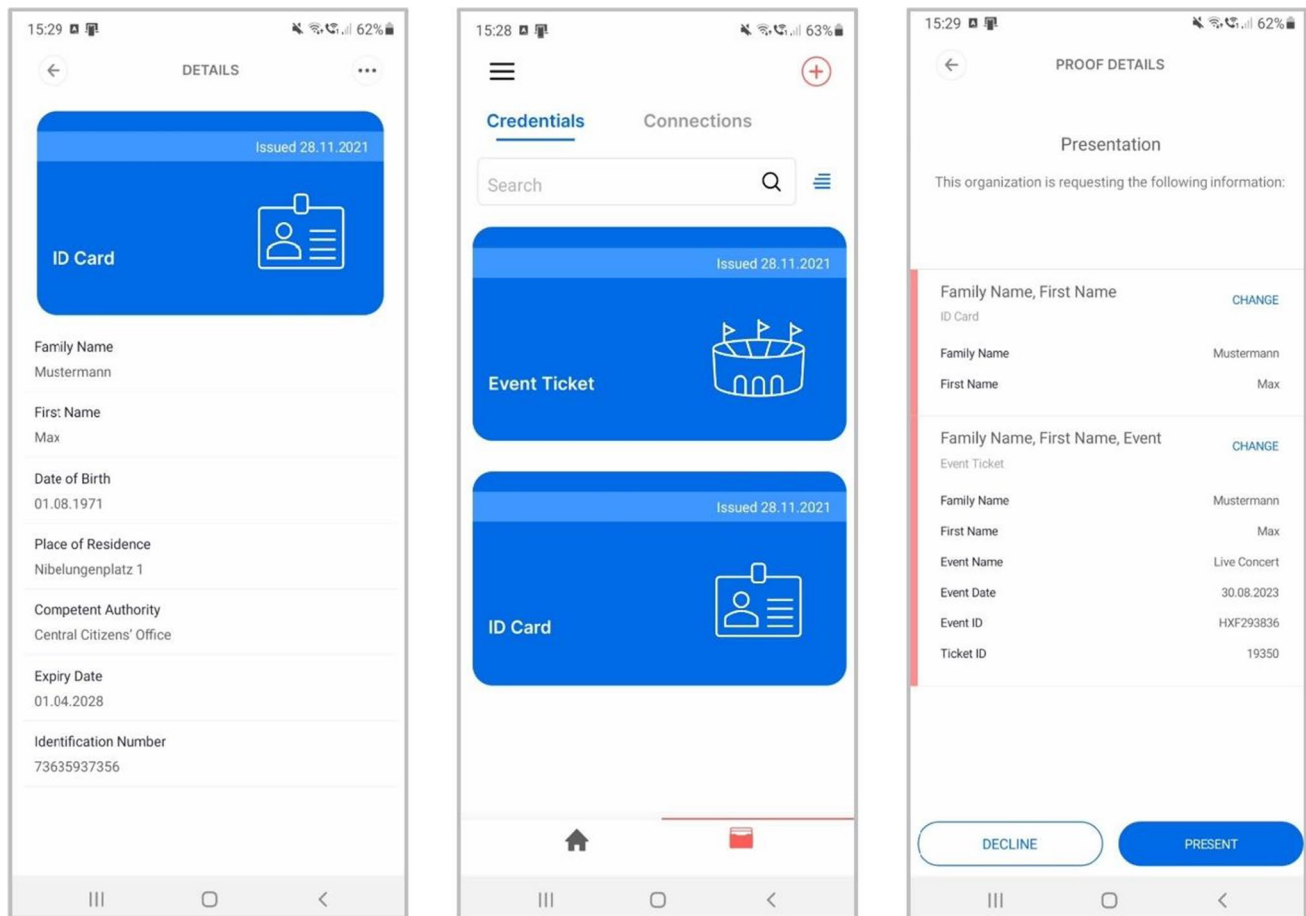 15:29 62%
DETAILS
Issued 28.11.2021
ID Card
Family Name
Mustermann
First Name
Max
Date of Birth
01.08.1971
Place of Residence
Nibelungenplatz 1
Competent Authority
Central Citizens' Office
Expiry Date
01.04.2028
Identification Number
73635937356
15:28 63%
Credentials Connections
Search
Issued 28.11.2021
Event Ticket
Issued 28.11.2021
ID Card
15:29 62%
PROOF DETAILS
Presentation
This organization is requesting the following information:
Family Name, First Name CHANGE
ID Card
Family Name Mustermann
First Name Max
Family Name, First Name, Event CHANGE
Event Ticket
Family Name Mustermann
First Name Max
Event Name Live Concert
Event Date 30.08.2023
Event ID HXF293836
Ticket ID 19350
DECLINE PRESENT